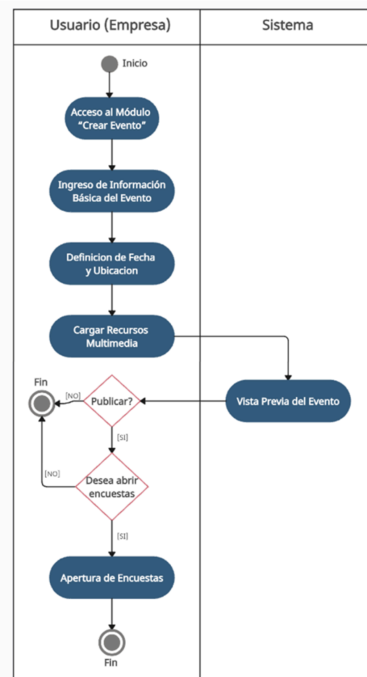 Usuario (Empresa)
Sistema
Inicio
Acceso al Módulo
“Crear Evento”
Ingreso de Información
Básica del Evento
Definicion de Fecha
y Ubicacion
Cargar Recursos
Multimedia
Fin
[NO]
Publicar?
Vista Previa del Evento
[SI]
[NO]
Desea abrir
encuestas
[SI]
Apertura de Encuestas
Fin